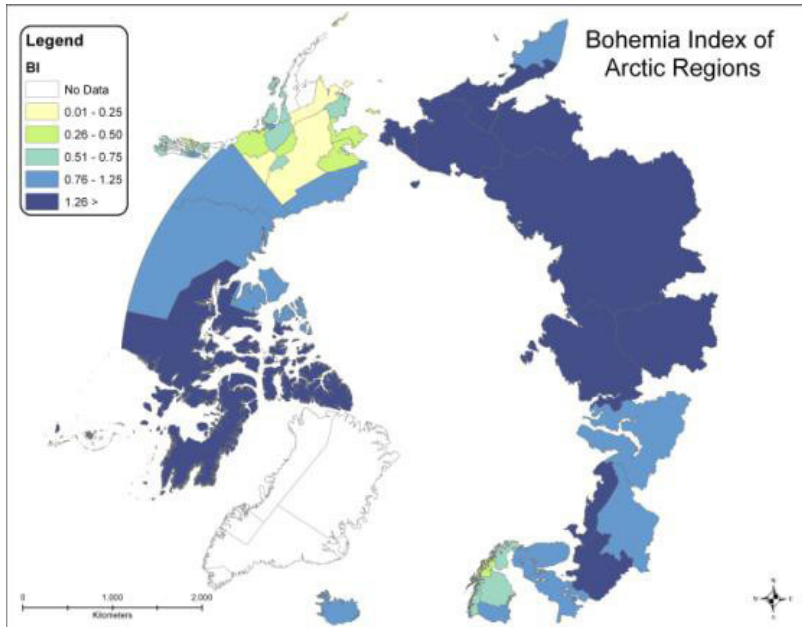 Legend
BI
No Data
0.01 - 0.25
0.26 - 0.50
0.51 - 0.75
0.76 - 1.25
1.26 >
Bohemia Index of
Arctic Regions
0
1.000
2.000
Kilometers
N
W
E
S